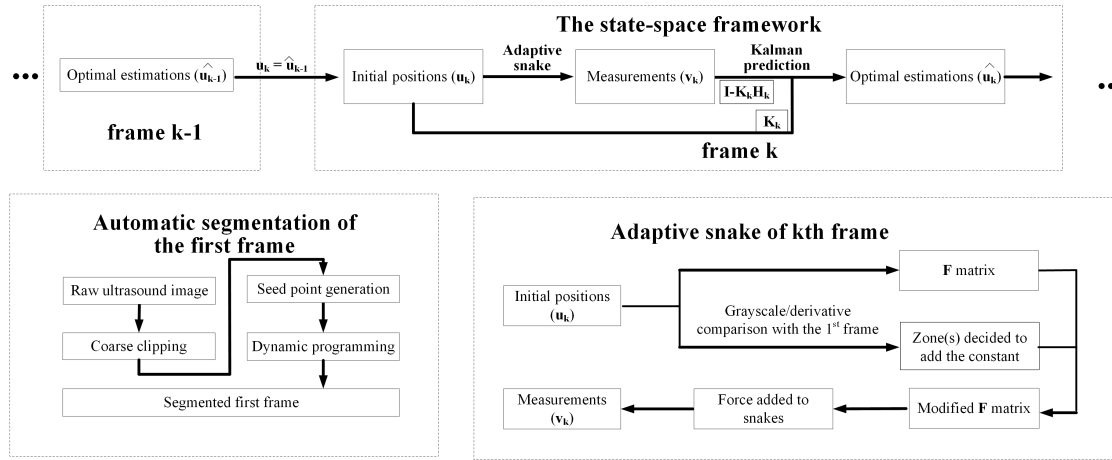 The state-space framework
•••
Optimal estimations (û_{k-1})
u_k = û_{k-1}
Initial positions (u_k)
Adaptive
snake
Measurements (v_k)
Kalman
prediction
I-K_kH_k
K_k
Optimal estimations (û_k)
frame k-1
frame k
Automatic segmentation of
the first frame
Raw ultrasound image
Coarse clipping
Seed point generation
Dynamic programming
Segmented first frame
Adaptive snake of kth frame
Initial positions
(u_k)
Grayscale/derivative
comparison with the 1st frame
F matrix
Zone(s) decided to
add the constant
Modified F matrix
Force added to
snakes
Measurements
(v_k)